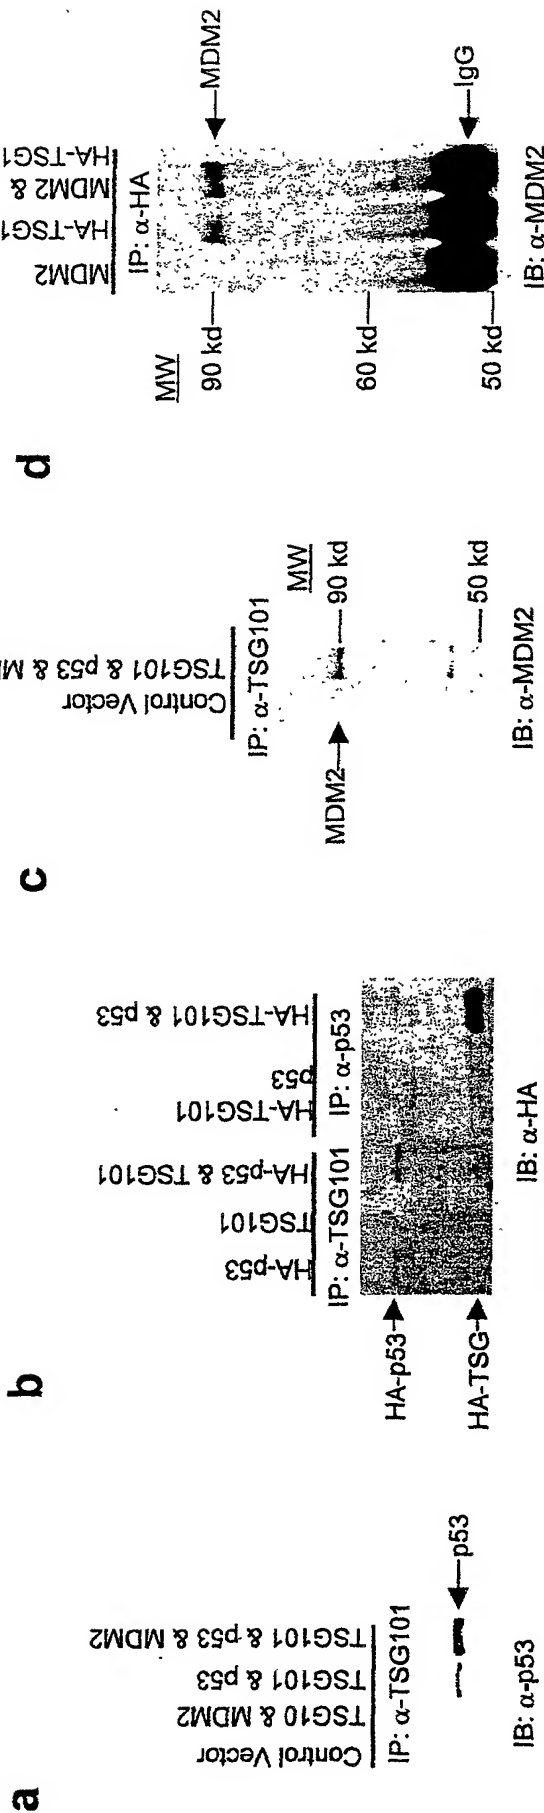 a
Control Vector
TSG10 & MDM2
TSG101 & p53
TSG101 & p53 & MDM2
IP: α-TSG101
p53
IB: α-p53
b
HA-p53
TSG101
HA-p53 & TSG101
HA-TSG101
p53
HA-TSG101 & p53
IP: α-TSG101
IP: α-p53
HA-p53
HA-TSG
IB: α-HA
c
Control Vector
TSG101 & p53 &
IP: α-TSG101
MW
MDM2
90 kd
50 kd
IB: α-MDM2
d
MDM2
HA-TSG1
MDM2 &
HA-TSG1
IP: α-HA
MW
90 kd
60 kd
50 kd
MDM2
IgG
IB: α-MDM2